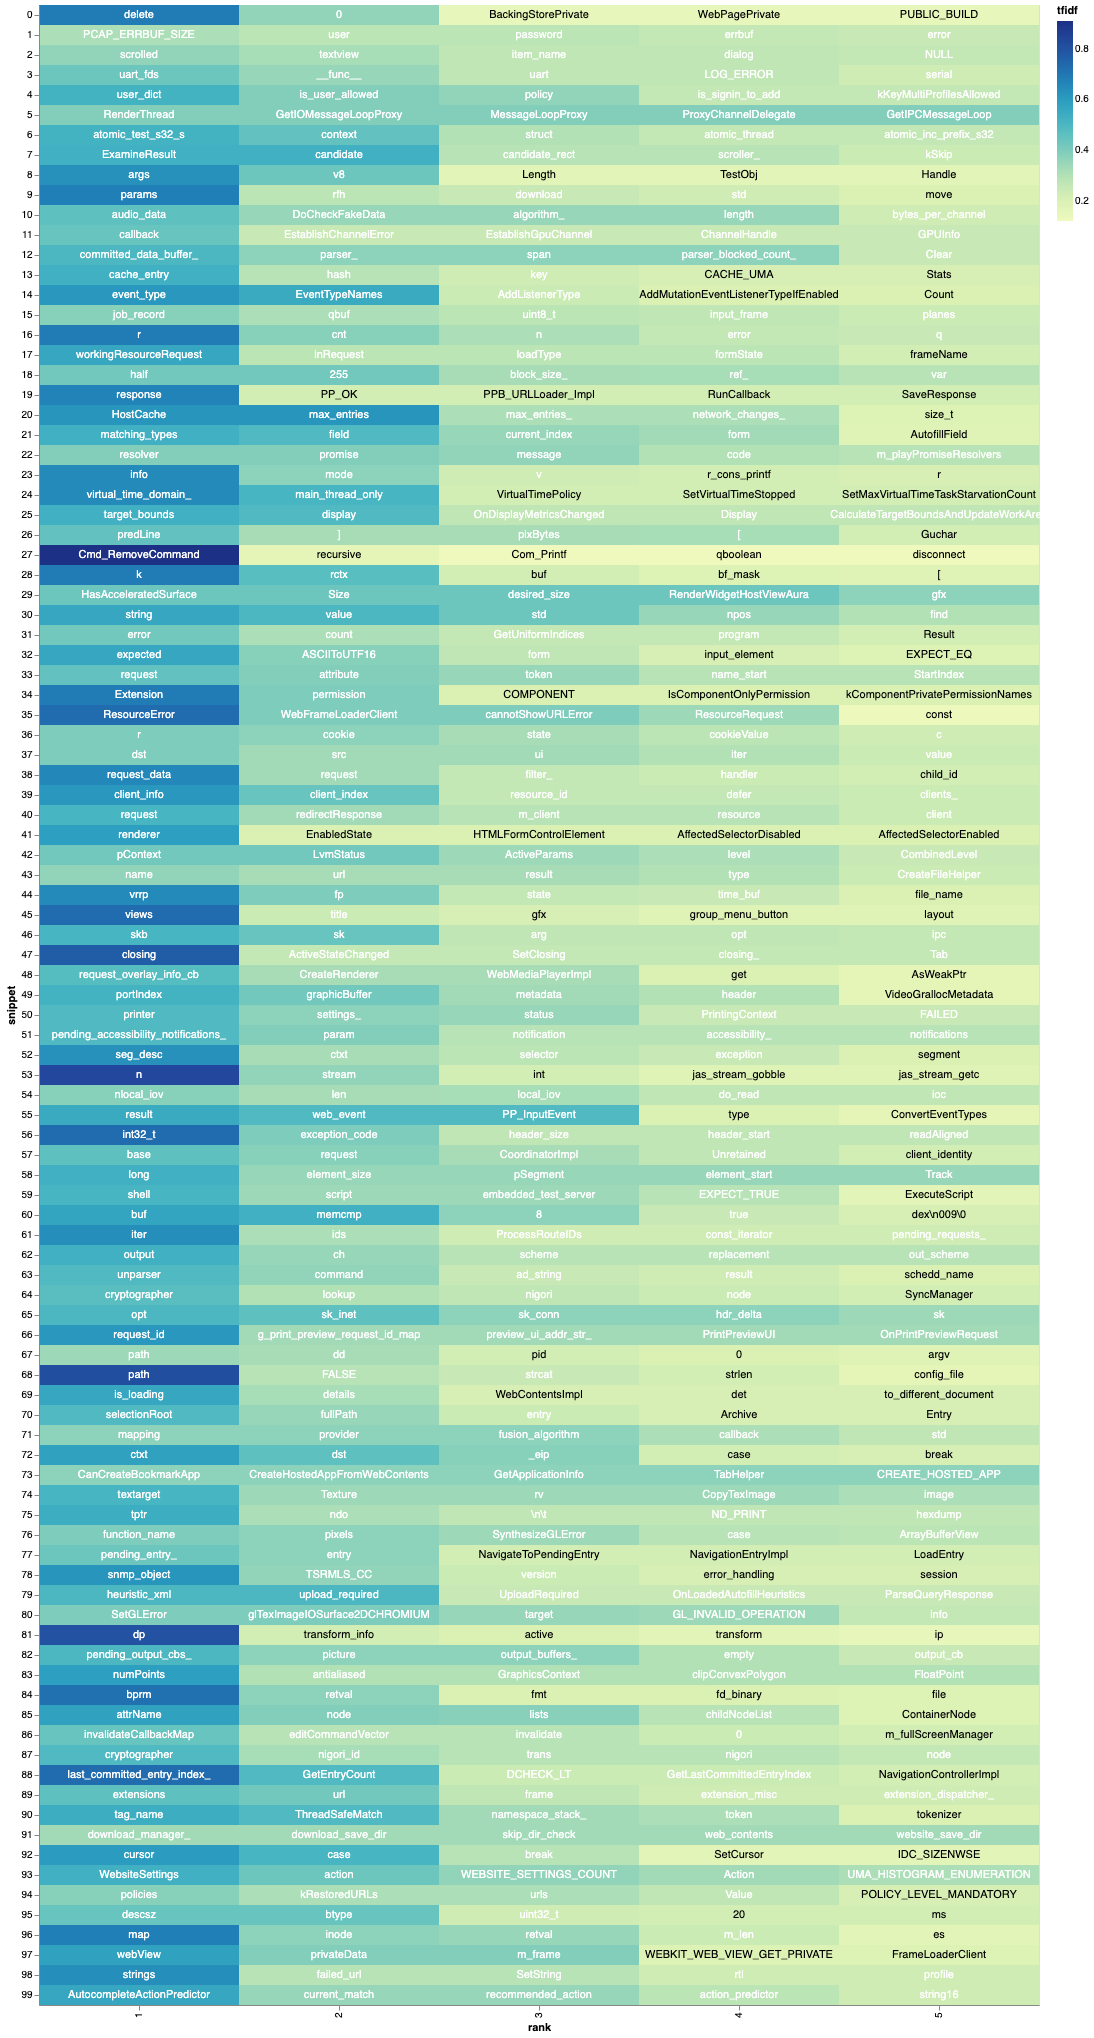 tfidf
0.8
0.6
0.4
0.2
snippet
0 delete 0 BackingStorePrivate WebPagePrivate PUBLIC_BUILD
1 PCAP_ERRBUF_SIZE user password errbuf error
2 scrolled textview item_name dialog NULL
3 uart_fds __func__ uart LOG_ERROR serial
4 user_dict is_user_allowed policy is_signin_to_add kKeyMultiProfilesAllowed
5 RenderThread GetIOMessageLoopProxy MessageLoopProxy ProxyChannelDelegate GetIPCMessageLoop
6 atomic_test_s32_s context struct atomic_thread atomic_inc_prefix_s32
7 ExamineResult candidate candidate_rect scroller_ kSkip
8 args v8 Length TestObj Handle
9 params rfh download std move
10 audio_data DoCheckFakeData algorithm_ length bytes_per_channel
11 callback EstablishChannelError EstablishGpuChannel ChannelHandle GPUInfo
12 committed_data_buffer_ parser_ span parser_blocked_count_ Clear
13 cache_entry hash key CACHE_UMA Stats
14 event_type EventTypeNames AddListenerType AddMutationEventListenerTypeIfEnabled Count
15 job_record qbuf uint8_t input_frame planes
16 r cnt n error q
17 workingResourceRequest inRequest loadType formState frameName
18 half 255 block_size_ ref_ var
19 response PP_OK PPB_URLLoader_Impl RunCallback SaveResponse
20 HostCache max_entries max_entries_ network_changes_ size_t
21 matching_types field current_index form AutofillField
22 resolver promise message code m_playPromiseResolvers
23 info mode v r_cons_printf r
24 virtual_time_domain_ main_thread_only VirtualTimePolicy SetVirtualTimeStopped SetMaxVirtualTimeTaskStarvationCount
25 target_bounds display OnDisplayMetricsChanged Display CalculateTargetBoundsAndUpdateWorkAre
26 predLine ] pixBytes [ Guchar
27 Cmd_RemoveCommand recursive Com_Printf qboolean disconnect
28 k rctx buf bf_mask [
29 HasAcceleratedSurface Size desired_size RenderWidgetHostViewAura gfx
30 string value std npos find
31 error count GetUniformIndices program Result
32 expected ASCIIToUTF16 form input_element EXPECT_EQ
33 request attribute token name_start StartIndex
34 Extension permission COMPONENT IsComponentOnlyPermission kComponentPrivatePermissionNames
35 ResourceError WebFrameLoaderClient cannotShowURLError ResourceRequest const
36 r cookie state cookieValue c
37 dst src ui iter value
38 request_data request filter_ handler child_id
39 client_info client_index resource_id defer clients_
40 request redirectResponse m_client resource client
41 renderer EnabledState HTMLFormControlElement AffectedSelectorDisabled AffectedSelectorEnabled
42 pContext LvmStatus ActiveParams level CombinedLevel
43 name url result type CreateFileHelper
44 vrrp fp state time_buf file_name
45 views title gfx group_menu_button layout
46 skb sk arg opt ipc
47 closing ActiveStateChanged SetClosing closing_ Tab
48 request_overlay_info_cb CreateRenderer WebMediaPlayerImpl get AsWeakPtr
49 portIndex graphicBuffer metadata header VideoGrallocMetadata
50 printer settings_ status PrintingContext FAILED
51 pending_accessibility_notifications_ param notification accessibility_ notifications
52 seg_desc ctxt selector exception segment
53 n stream int jas_stream_gobble jas_stream_getc
54 nlocal_iov len local_iov do_read ioc
55 result web_event PP_InputEvent type ConvertEventTypes
56 int32_t exception_code header_size header_start readAligned
57 base request CoordinatorImpl Unretained client_identity
58 long element_size pSegment element_start Track
59 shell script embedded_test_server EXPECT_TRUE ExecuteScript
60 buf memcmp 8 true dex\n009\0
61 iter ids ProcessRouteIDs const_iterator pending_requests_
62 output ch scheme replacement out_scheme
63 unparser command ad_string result schedd_name
64 cryptographer lookup nigori node SyncManager
65 opt sk_inet sk_conn hdr_delta sk
66 request_id g_print_preview_request_id_map preview_ui_addr_str_ PrintPreviewUI OnPrintPreviewRequest
67 path dd pid 0 argv
68 path FALSE strcat strlen config_file
69 is_loading details WebContentsImpl det to_different_document
70 selectionRoot fullPath entry Archive Entry
71 mapping provider fusion_algorithm callback std
72 ctxt dst _eip case break
73 CanCreateBookmarkApp CreateHostedAppFromWebContents GetApplicationInfo TabHelper CREATE_HOSTED_APP
74 textarget Texture rv CopyTexImage image
75 tptr ndo \n\t ND_PRINT hexdump
76 function_name pixels SynthesizeGLError case ArrayBufferView
77 pending_entry_ entry NavigateToPendingEntry NavigationEntryImpl LoadEntry
78 snmp_object TSRMLS_CC version error_handling session
79 heuristic_xml upload_required UploadRequired OnLoadedAutofillHeuristics ParseQueryResponse
80 SetGLError glTexImageIOSurface2DCHROMIUM target GL_INVALID_OPERATION info
81 dp transform_info active transform ip
82 pending_output_cbs_ picture output_buffers_ empty output_cb
83 numPoints antialiased GraphicsContext clipConvexPolygon FloatPoint
84 bprm retval fmt fd_binary file
85 attrName node lists childNodeList ContainerNode
86 invalidateCallbackMap editCommandVector invalidate 0 m_fullScreenManager
87 cryptographer nigori_id trans nigori node
88 last_committed_entry_index_ GetEntryCount DCHECK_LT GetLastCommittedEntryIndex NavigationControllerImpl
89 extensions url frame extension_misc extension_dispatcher_
90 tag_name ThreadSafeMatch namespace_stack_ token tokenizer
91 download_manager_ download_save_dir skip_dir_check web_contents website_save_dir
92 cursor case break SetCursor IDC_SIZENWSE
93 WebsiteSettings action WEBSITE_SETTINGS_COUNT Action UMA_HISTOGRAM_ENUMERATION
94 policies kRestoredURLs urls Value POLICY_LEVEL_MANDATORY
95 descsz btype uint32_t 20 ms
96 map inode retval m_len es
97 webView privateData m_frame WEBKIT_WEB_VIEW_GET_PRIVATE FrameLoaderClient
98 strings failed_url SetString rtl profile
99 AutocompleteActionPredictor current_match recommended_action action_predictor string16
1 2 3 4 5
rank